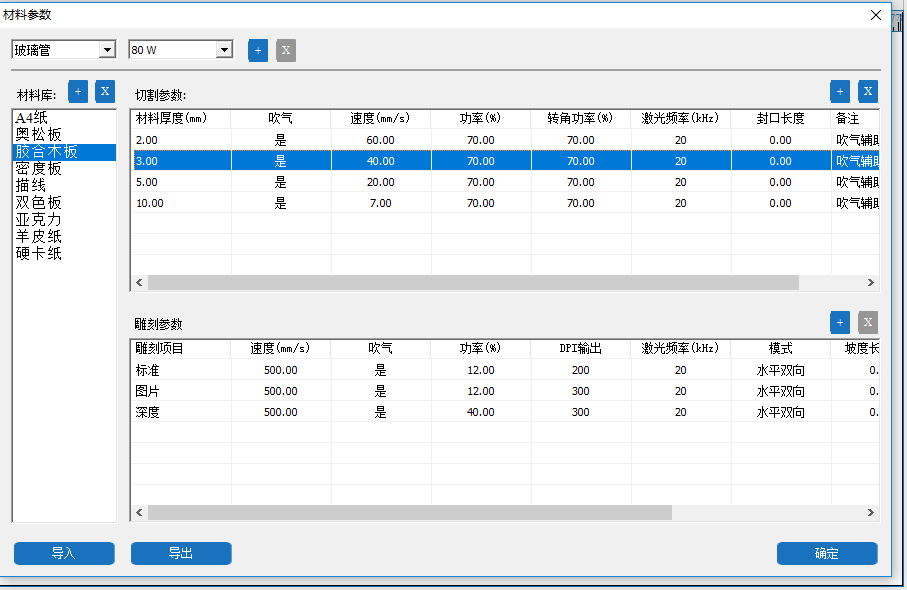 材料参数
玻璃管 80 W + X
材料库: + X
A4纸
奥松板
胶合木板
密度板
描线
双色板
亚克力
羊皮纸
硬卡纸
切割参数: + X
材料厚度(mm) 吹气 速度(mm/s) 功率(%) 转角功率(%) 激光频率(kHz) 封口长度 备注
2.00 是 60.00 70.00 70.00 20 0.00 吹气辅助
3.00 是 40.00 70.00 70.00 20 0.00 吹气辅助
5.00 是 20.00 70.00 70.00 20 0.00 吹气辅助
10.00 是 7.00 70.00 70.00 20 0.00 吹气辅助
雕刻参数 + X
雕刻项目 速度(mm/s) 吹气 功率(%) DPI输出 激光频率(kHz) 模式 坡度长
标准 500.00 是 12.00 200 20 水平双向 0.
图片 500.00 是 12.00 300 20 水平双向 0.
深度 500.00 是 40.00 300 20 水平双向 0.
导入 导出 确定